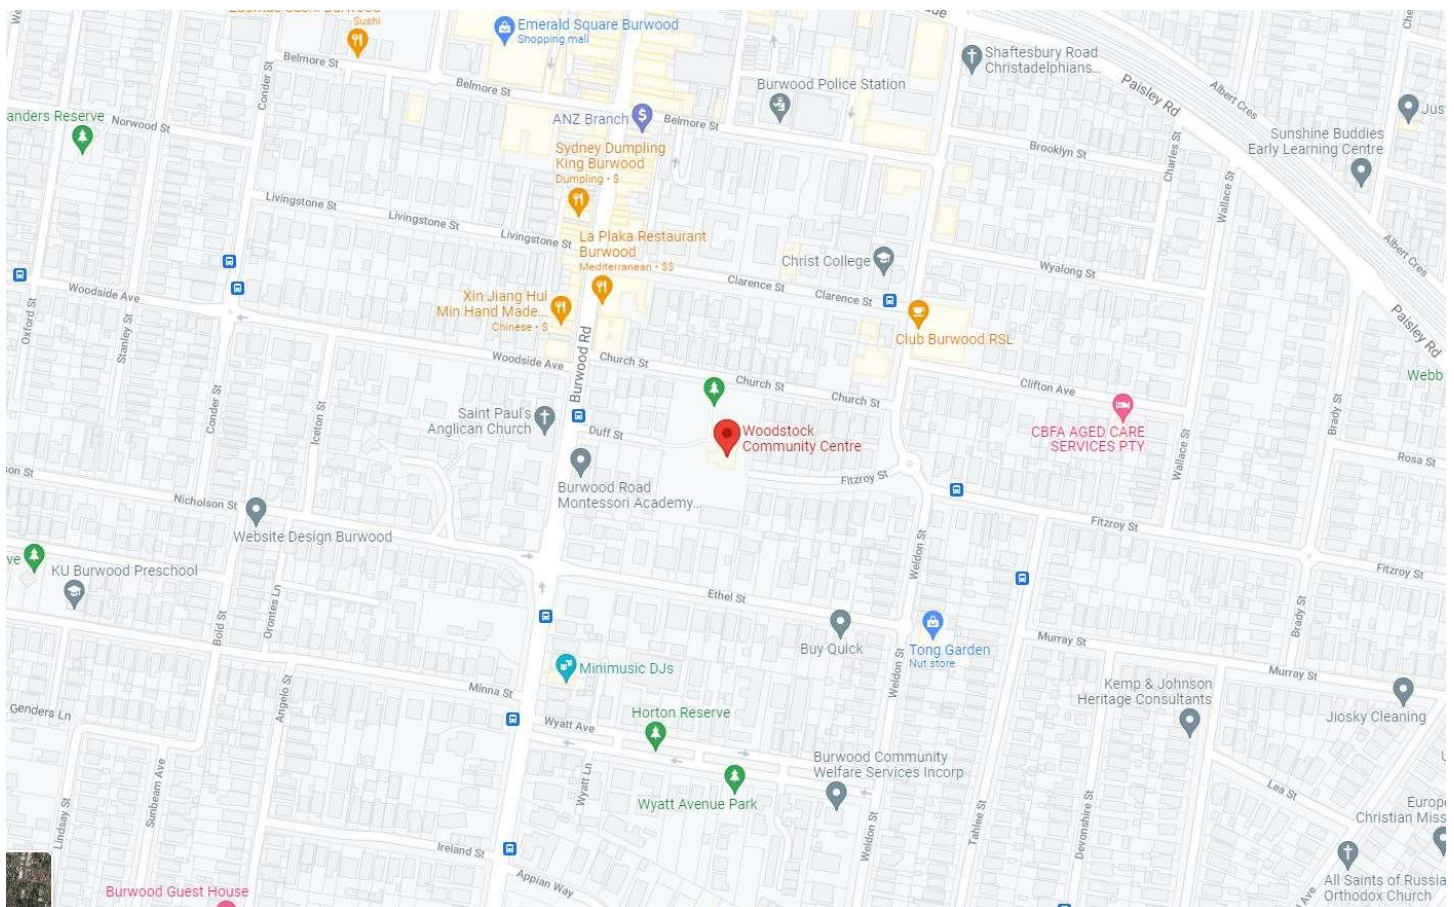 Sushi
Emerald Square Burwood
Shopping mall
Belmore St
Conder St
Belmore St
Burwood Police Station
Shaftesbury Road
Christadelphians...
Paisley Rd
Albert Cres
anders Reserve
Norwood St
ANZ Branch
Belmore St
Sydney Dumpling
King Burwood
Dumpling • $
Brooklyn St
Charles St
Sunshine Buddies
Early Learning Centre
Wallace St
Livingstone St
Livingstone St
Livingstone St
La Plaka Restaurant
Burwood
Mediterranean • $$
Christ College
Wyalong St
Albert Cres
Clarence St
Clarence St
Woodside Ave
Oxford St
Stanley St
Xin Jiang Hui
Min Hand Made...
Chinese • $
Club Burwood RSL
Paisley Rd
Burwood Rd
Woodside Ave
Church St
Church St
Church St
Clifton Ave
Webb
Conder St
Iceton St
Saint Paul's
Anglican Church
Duff St
Woodstock
Community Centre
CBFA AGED CARE
SERVICES PTY
Wallace St
Brady St
Rosa St
son St
Nicholson St
Burwood Road
Montessori Academy...
Fitzroy St
Fitzroy St
Website Design Burwood
Weldon St
ve
KU Burwood Preschool
Fitzroy St
Bold St
Orontes Ln
Ethel St
Brady St
Buy Quick
Tong Garden
Nut store
Murray St
Murray St
Minimusic DJs
Weldon St
Minna St
Angelo St
Kemp & Johnson
Heritage Consultants
Jiosky Cleaning
Genders Ln
Horton Reserve
Wyatt Ave
Burwood Community
Welfare Services Incorp
Wyatt Ln
Wyatt Avenue Park
Sunbeam Ave
Lindsay St
Lea St
Europe
Christian Miss
Weldon St
Tahlee St
Devonshire St
Ireland St
Appian Way
Burwood Guest House
All Saints of Russia
Orthodox Church